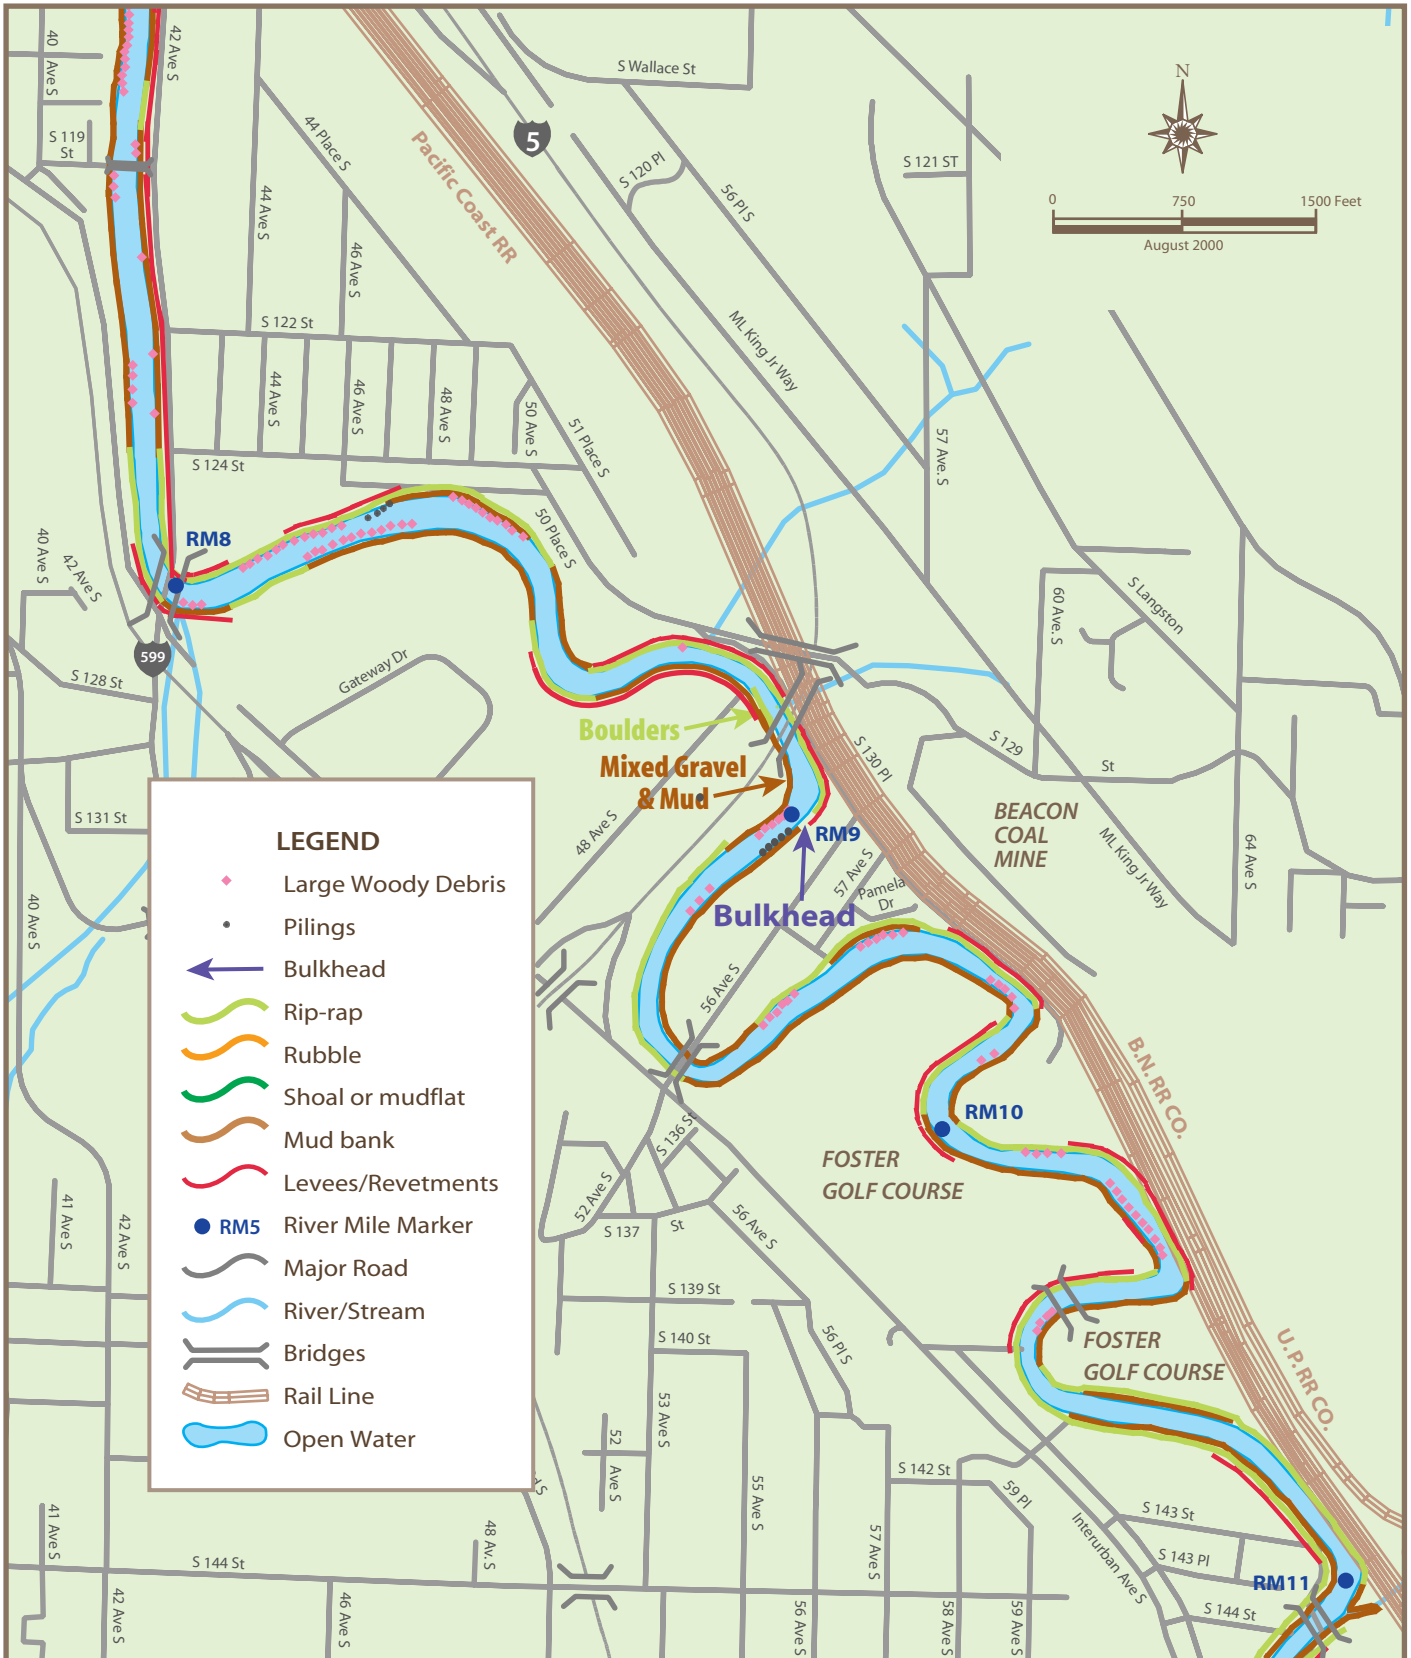 40
Ave S
42 Ave S
S 119
St
44 Place S
44 Ave S
46 Ave S
Pacific Coast RR
5
S Wallace St
S 120 Pl
56 Pl S
S 121 ST
N
0 750 1500 Feet
August 2000
ML King Jr Way
S 122 St
44 Ave S
46 Ave S
48 Ave S
50 Ave S
51 Place S
57 Ave. S
S 124 St
50 Place S
RM8
40 Ave S
42 Ave S
599
S 128 St
Gateway Dr
60 Ave. S
S Langston
Boulders
Mixed Gravel
& Mud
S 130 Pl
S 129
St
48 Ave S
RM9
BEACON
COAL
MINE
ML King Jr Way
64 Ave S
S 131 St
57 Ave S
Pamela
Dr
Bulkhead
40 Ave S
56 Ave S
LEGEND
Large Woody Debris
Pilings
Bulkhead
Rip-rap
Rubble
Shoal or mudflat
Mud bank
Levees/Revetments
RM5 River Mile Marker
Major Road
River/Stream
Bridges
Rail Line
Open Water
B.N. RR CO.
RM10
S 136 St
FOSTER
GOLF COURSE
52 Ave S
S 137
St
56 Ave S
41 Ave S
42 Ave S
S 139 St
S 140 St
56 Pl S
FOSTER
GOLF COURSE
U.P. RR CO.
53 Ave S
52
Ave S
S 142 St
59 Pl
55 Ave S
57 Ave S
Interurban Ave S
S 143 St
S 143 Pl
RM11
S 144 St
41 Ave S
48 Av. S
S 144 St
42 Ave S
46 Ave S
56 Ave S
58 Ave S
59 Ave S